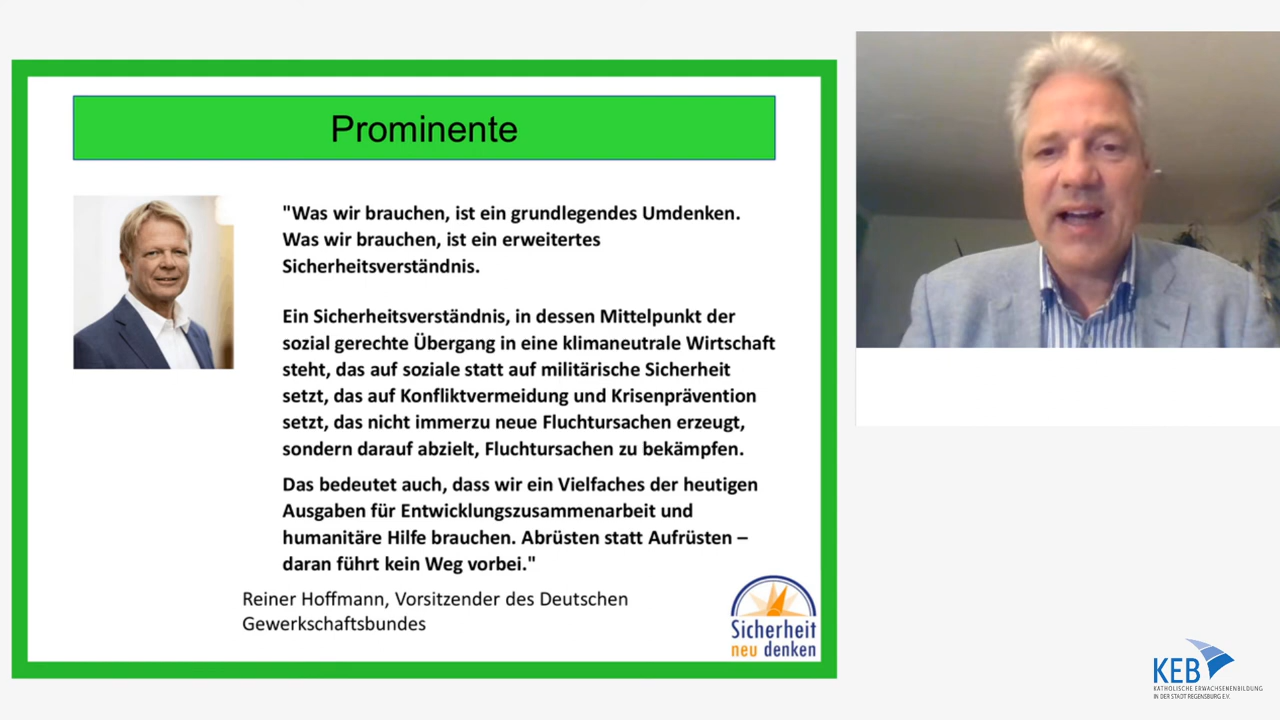 Prominente
"Was wir brauchen, ist ein grundlegendes Umdenken.
Was wir brauchen, ist ein erweitertes
Sicherheitsverständnis.
Ein Sicherheitsverständnis, in dessen Mittelpunkt der
sozial gerechte Übergang in eine klimaneutrale Wirtschaft
steht, das auf soziale statt auf militärische Sicherheit
setzt, das auf Konfliktvermeidung und Krisenprävention
setzt, das nicht immerzu neue Fluchtursachen erzeugt,
sondern darauf abzielt, Fluchtursachen zu bekämpfen.
Das bedeutet auch, dass wir ein Vielfaches der heutigen
Ausgaben für Entwicklungszusammenarbeit und
humanitäre Hilfe brauchen. Abrüsten statt Aufrüsten –
daran führt kein Weg vorbei."
Reiner Hoffmann, Vorsitzender des Deutschen
Gewerkschaftsbundes
Sicherheit
neu denken
KEB
KATHOLISCHE ERWACHSENENBILDUNG
IN DER STADT REGENSBURG E.V.